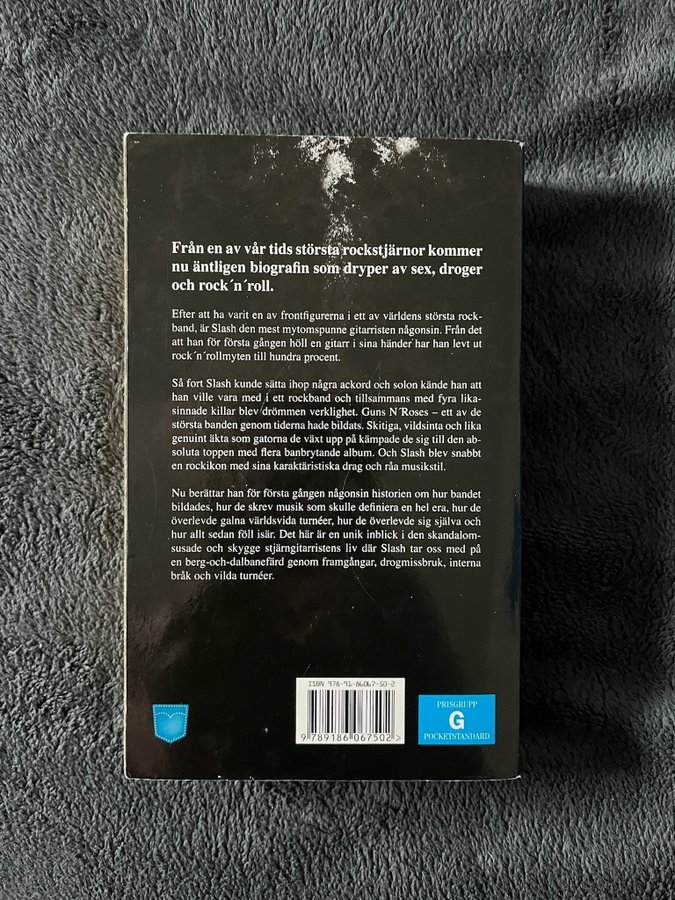 Från en av vår tids största rockstjärnor kommer
nu äntligen biografin som dryper av sex, droger
och rock´n´roll.
Efter att ha varit en av frontfigurerna i ett av världens största rock-
band, är Slash den mest mytomspunne gitarristen någonsin. Från det
att han för första gången höll en gitarr i sina händer har han levt ut
rock´n´rollmyten till hundra procent.
Så fort Slash kunde sätta ihop några ackord och solon kände han att
han ville vara med i ett rockband och tillsammans med fyra lika-
sinnade killar blev drömmen verklighet. Guns N´Roses – ett av de
största banden genom tiderna hade bildats. Skitiga, vildsinta och lika
genuint äkta som gatorna de växt upp på kämpade de sig till den ab-
soluta toppen med flera banbrytande album. Och Slash blev snabbt
en rockikon med sina karaktäristiska drag och råa musikstil.
Nu berättar han för första gången någonsin historien om hur bandet
bildades, hur de skrev musik som skulle definiera en hel era, hur de
överlevde galna världsvida turnéer, hur de överlevde sig själva och
hur allt sedan föll isär. Det här är en unik inblick i den skandalom-
susade och skygge stjärngitarristens liv där Slash tar oss med på
en berg-och-dalbanefärd genom framgångar, drogmissbruk, interna
bråk och vilda turnéer.
ISBN 978-91-86067-50-2
9 789186 067502 >
PRISGRUPP
G
POCKETSTANDARD